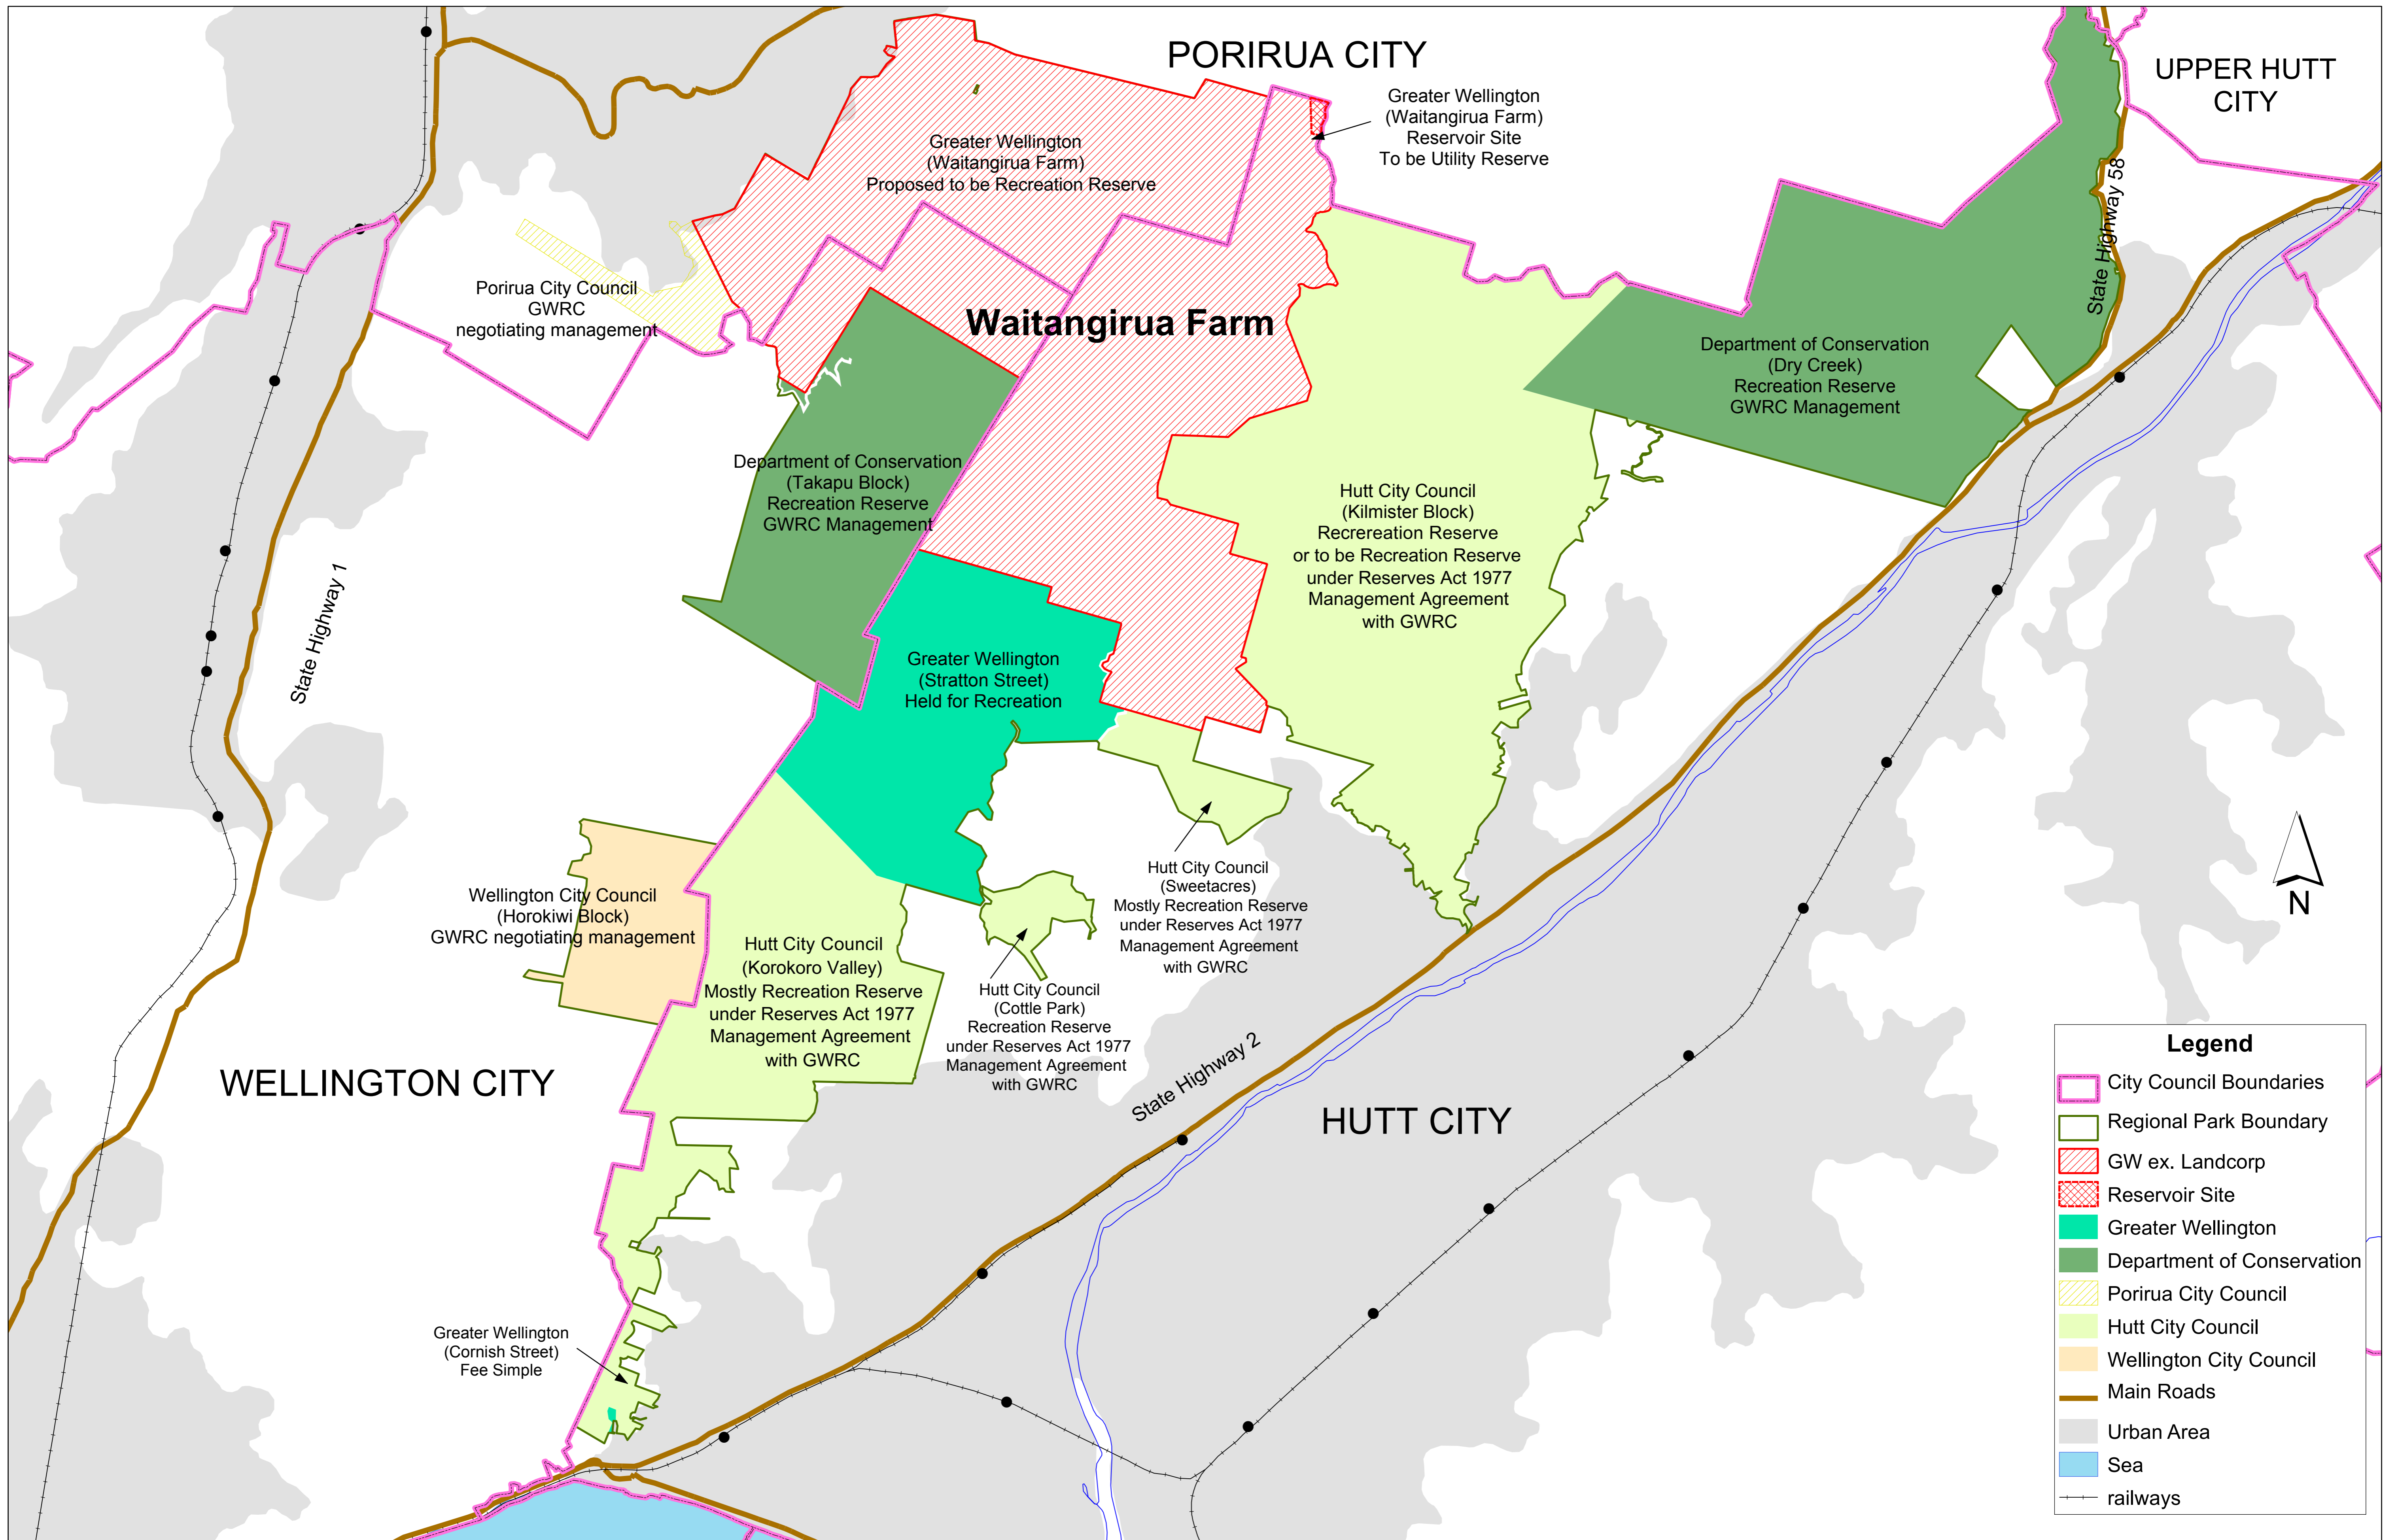 PORIRUA CITY
UPPER HUTT
CITY
Greater Wellington
(Waitangirua Farm)
Reservoir Site
To be Utility Reserve
Greater Wellington
(Waitangirua Farm)
Proposed to be Recreation Reserve
State Highway 58
Porirua City Council
GWRC
negotiating management
Waitangirua Farm
Department of Conservation
(Dry Creek)
Recreation Reserve
GWRC Management
Department of Conservation
(Takapu Block)
Recreation Reserve
GWRC Management
Hutt City Council
(Kilmister Block)
Recrereation Reserve
or to be Recreation Reserve
under Reserves Act 1977
Management Agreement
with GWRC
State Highway 1
Greater Wellington
(Stratton Street)
Held for Recreation
Wellington City Council
(Horokiwi Block)
GWRC negotiating management
Hutt City Council
(Sweetacres)
Mostly Recreation Reserve
under Reserves Act 1977
Management Agreement
with GWRC
Hutt City Council
(Korokoro Valley)
Mostly Recreation Reserve
under Reserves Act 1977
Management Agreement
with GWRC
Hutt City Council
(Cottle Park)
Recreation Reserve
under Reserves Act 1977
Management Agreement
with GWRC
N
WELLINGTON CITY
State Highway 2
HUTT CITY
Greater Wellington
(Cornish Street)
Fee Simple
Legend
City Council Boundaries
Regional Park Boundary
GW ex. Landcorp
Reservoir Site
Greater Wellington
Department of Conservation
Porirua City Council
Hutt City Council
Wellington City Council
Main Roads
Urban Area
Sea
railways